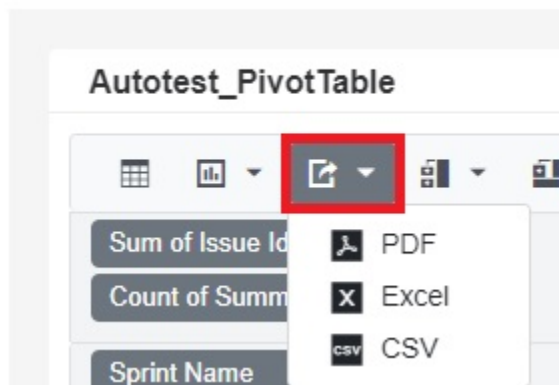 Autotest_PivotTable
Sum of Issue Id
PDF
Count of Summ
Excel
CSV
Sprint Name